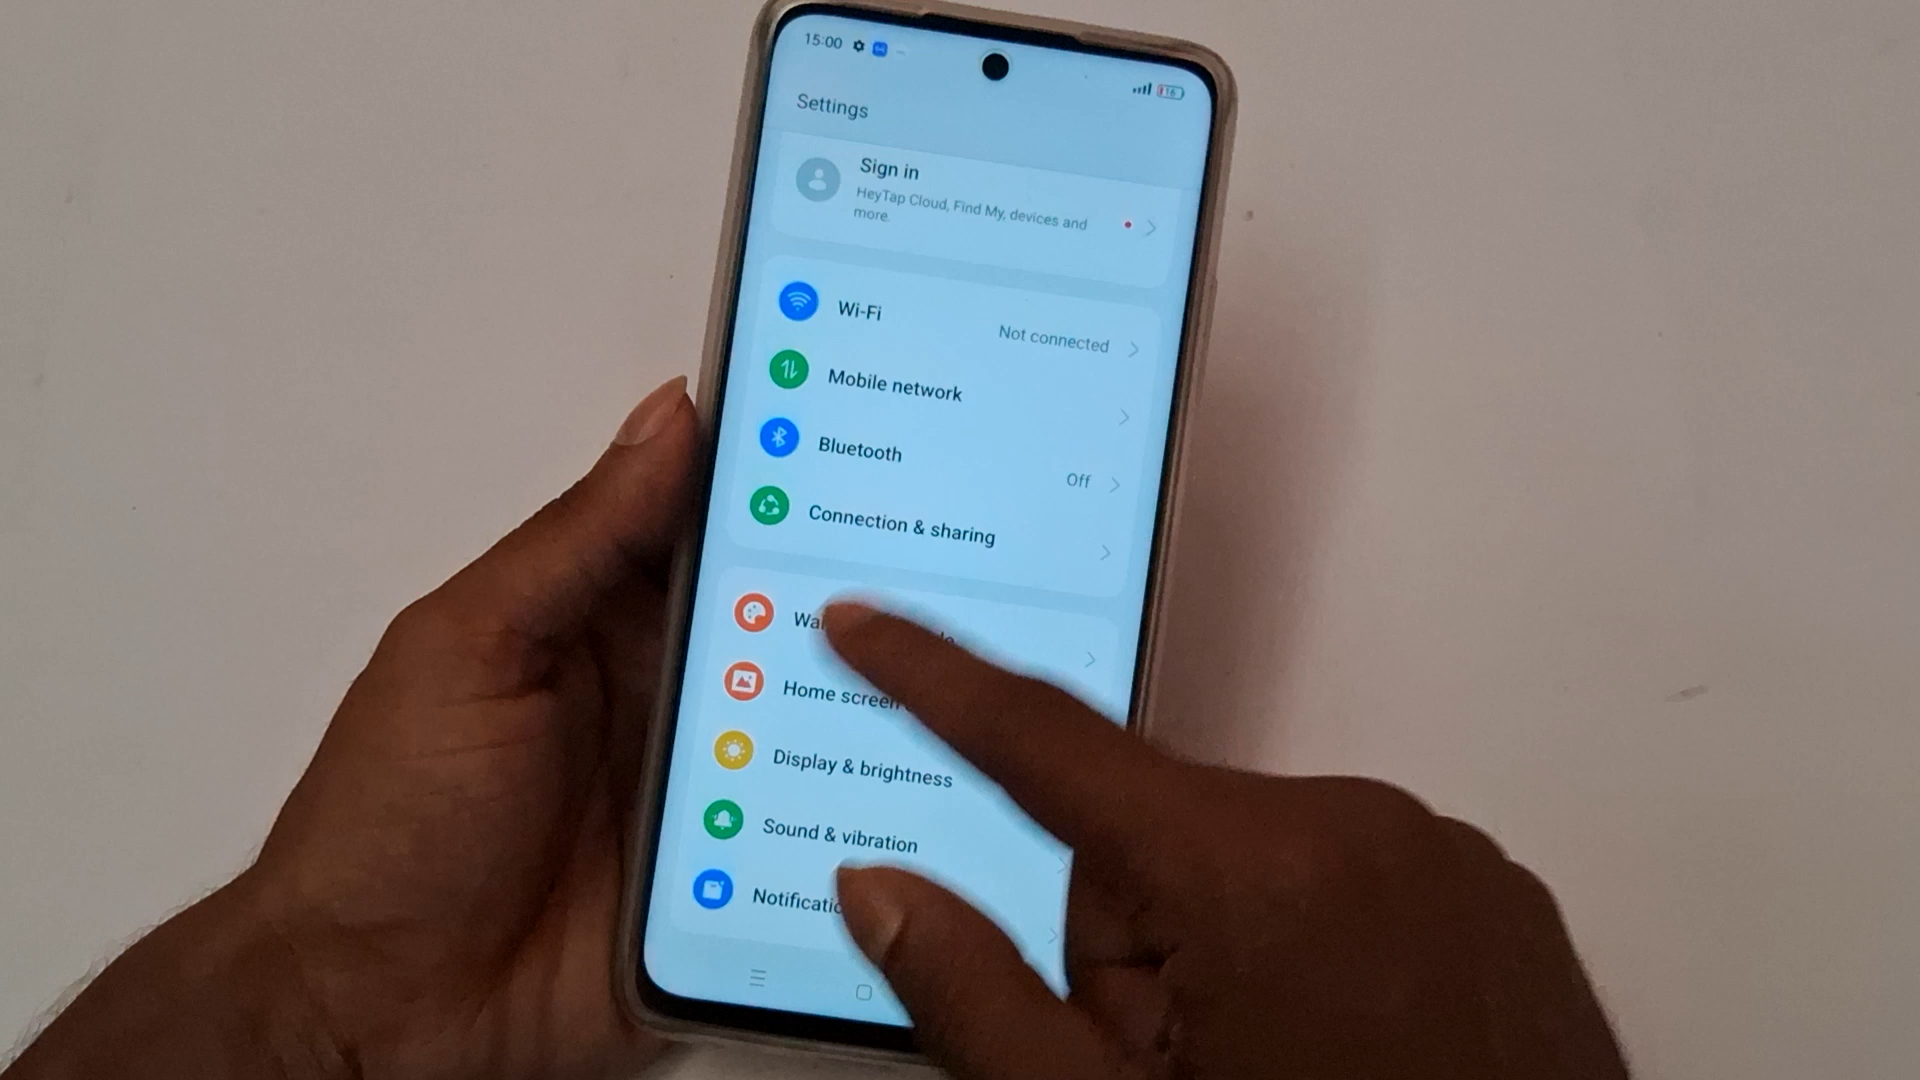 15:00
16
Settings
Sign in
HeyTap Cloud, Find My, devices and
more.
Wi-Fi
Not connected
Mobile network
Bluetooth
Off
Connection & sharing
Home screen
Display & brightness
Sound & vibration